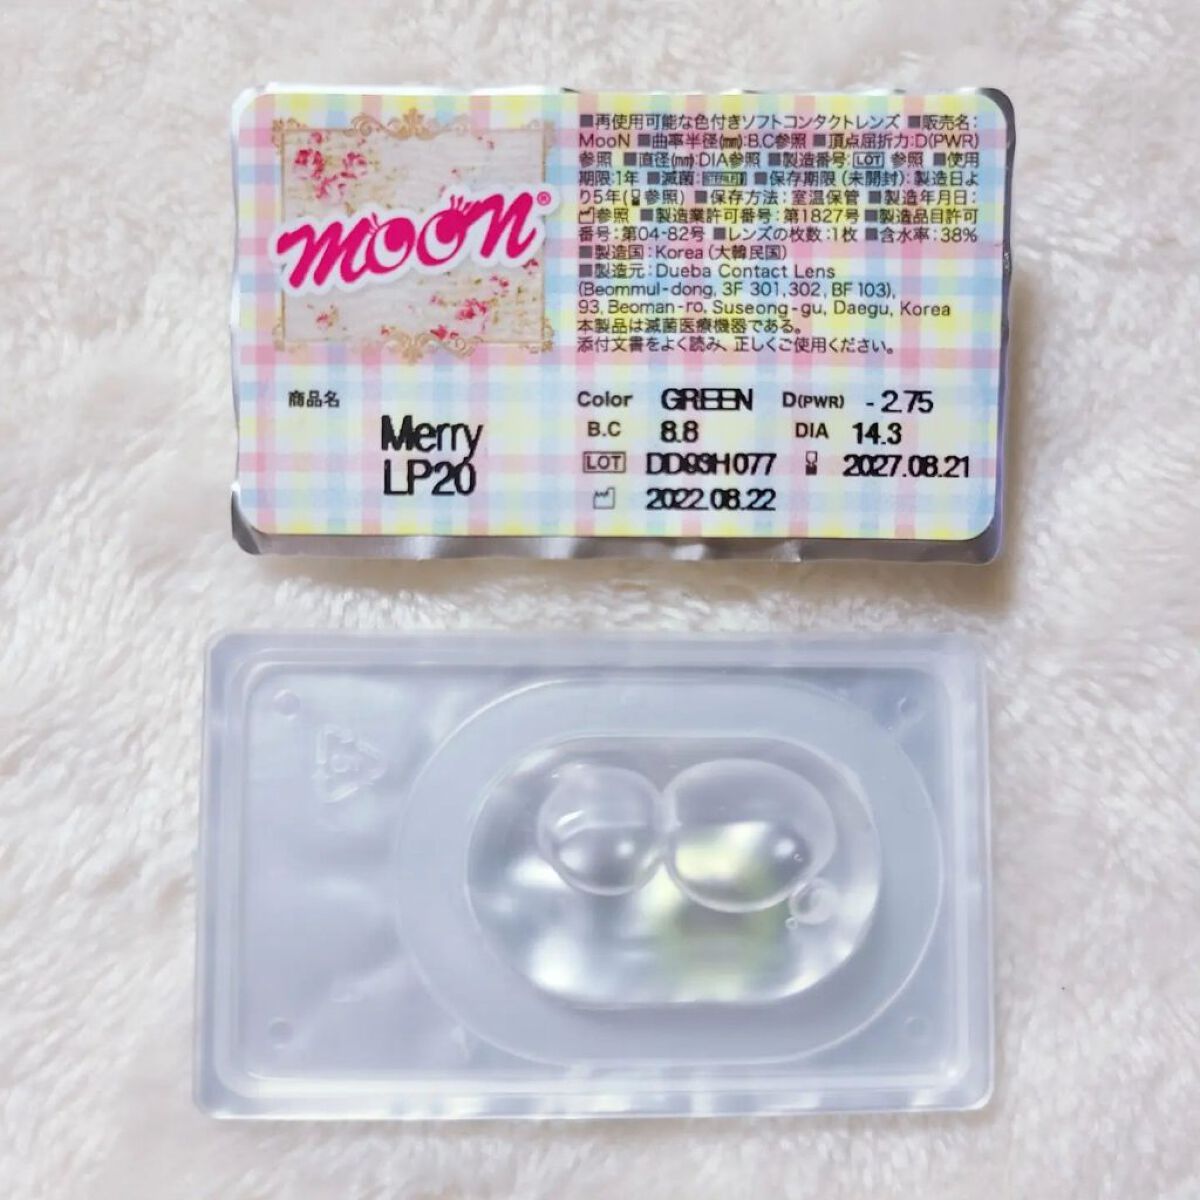 mOON®
■再使用可能な色付きソフトコンタクトレンズ ■販売名:
MooN ■曲率半径(mm):B.C参照 ■頂点屈折力:D(PWR)
参照 ■直径(mm):DIA参照 ■製造番号:LOT 参照 ■使用
期限:1年 ■滅菌: ■保存期限(未開封):製造日よ
り5年(参照) ■保存方法:室温保管 ■製造年月日:
参照 ■製造業許可番号:第1827号 ■製造品目許可
番号:第04-82号 ■レンズの枚数:1枚 ■含水率:38%
■製造国:Korea(大韓民国)
■製造元:Dueba Contact Lens
(Beommul-dong, 3F 301,302, BF 103),
93, Beoman-ro, Suseong-gu, Daegu, Korea
本製品は滅菌医療機器である。
添付文書をよく読み、正しくご使用ください。
商品名
Merry
LP20
Color GREEN D(PWR) - 2.75
B.C 8.8 DIA 14.3
LOT DD93H077 2027.08.21
2022.08.22